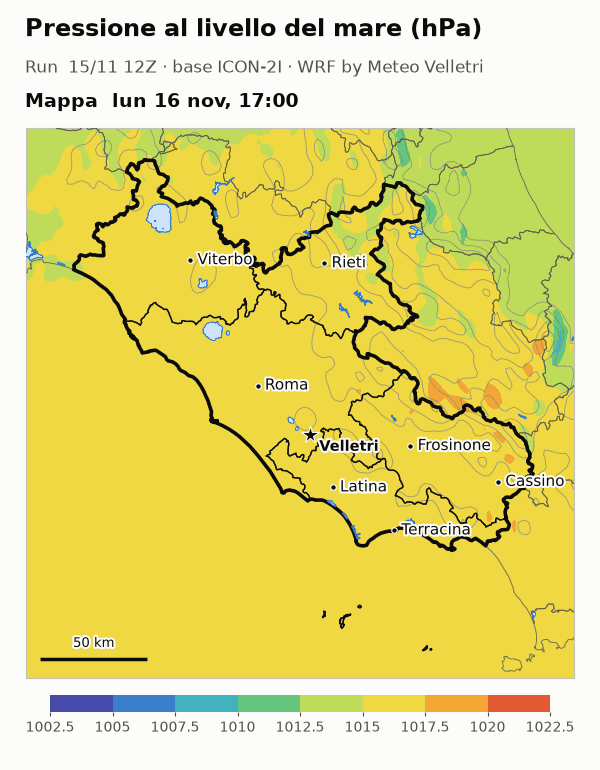 Pressione al livello del mare (hPa)
Run  15/11 12Z · base ICON-2I · WRF by Meteo Velletri
Mappa  lun 16 nov, 17:00
Viterbo
Rieti
Roma
Velletri
Frosinone
Latina
Cassino
Terracina
50 km
1002.5 1005 1007.5 1010 1012.5 1015 1017.5 1020 1022.5